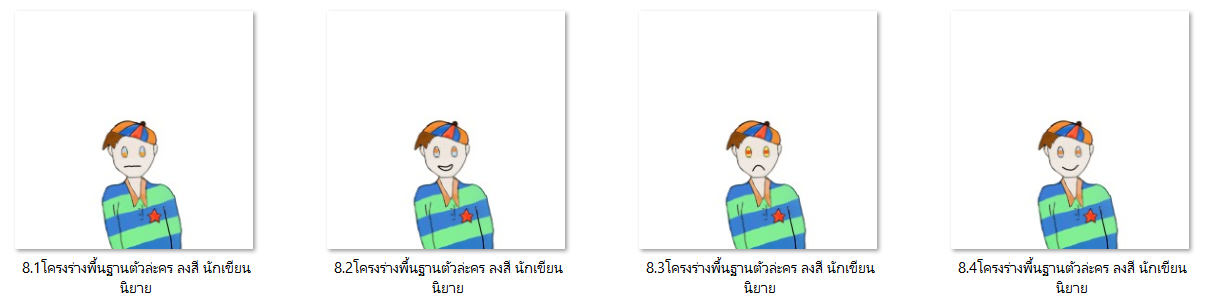 8.1โครงร่างพื้นฐานตัวล่ะคร ลงสี นักเขียน
นิยาย
8.2โครงร่างพื้นฐานตัวล่ะคร ลงสี นักเขียน
นิยาย
8.3โครงร่างพื้นฐานตัวล่ะคร ลงสี นักเขียน
นิยาย
8.4โครงร่างพื้นฐานตัวล่ะคร ลงสี นักเขียน
นิยาย